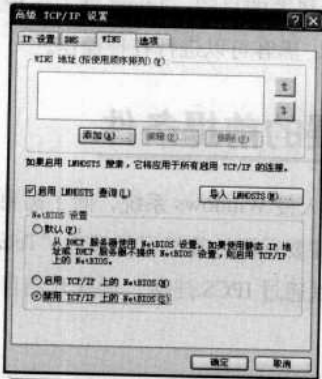 高级 TCP/IP 设置
IP 设置 DNS WINS 选项
WINS 地址(按使用顺序排列)(W):
添加(A)... 编辑(E)... 删除(V)
如果启用 LMHOSTS 搜索，它将应用于所有启用 TCP/IP 的连接。
启用 LMHOSTS 查询(L) 导入 LMHOSTS(M)...
NetBIOS 设置
默认(F):
从 DHCP 服务器使用 NetBIOS 设置。如果使用静态 IP 地
址或 DHCP 服务器不提供 NetBIOS 设置，则启用 TCP/IP
上的 NetBIOS。
启用 TCP/IP 上的 NetBIOS(N)
禁用 TCP/IP 上的 NetBIOS(S)
确定 取消